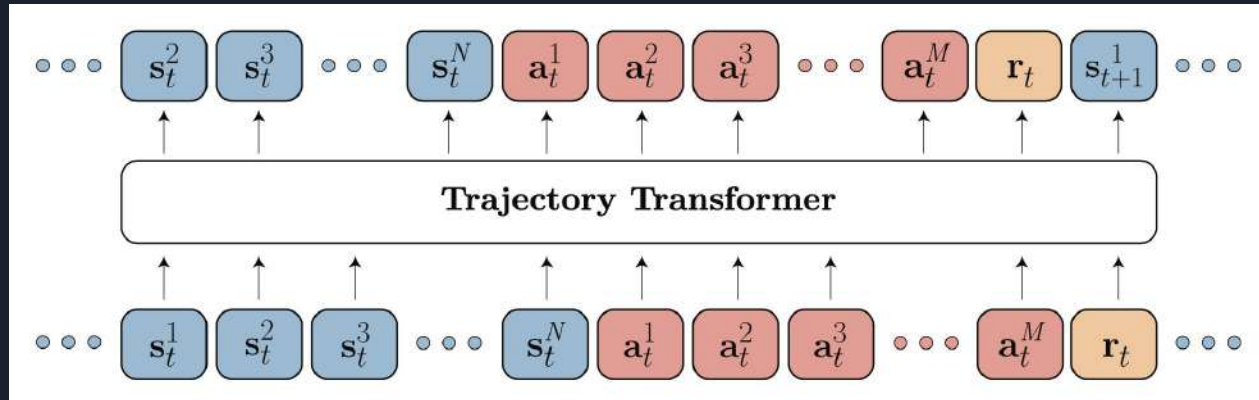 ••• s_t^2 s_t^3 ••• s_t^N a_t^1 a_t^2 a_t^3 ••• a_t^M r_t s_{t+1}^1 •••
Trajectory Transformer
••• s_t^1 s_t^2 s_t^3 ••• s_t^N a_t^1 a_t^2 a_t^3 ••• a_t^M r_t •••